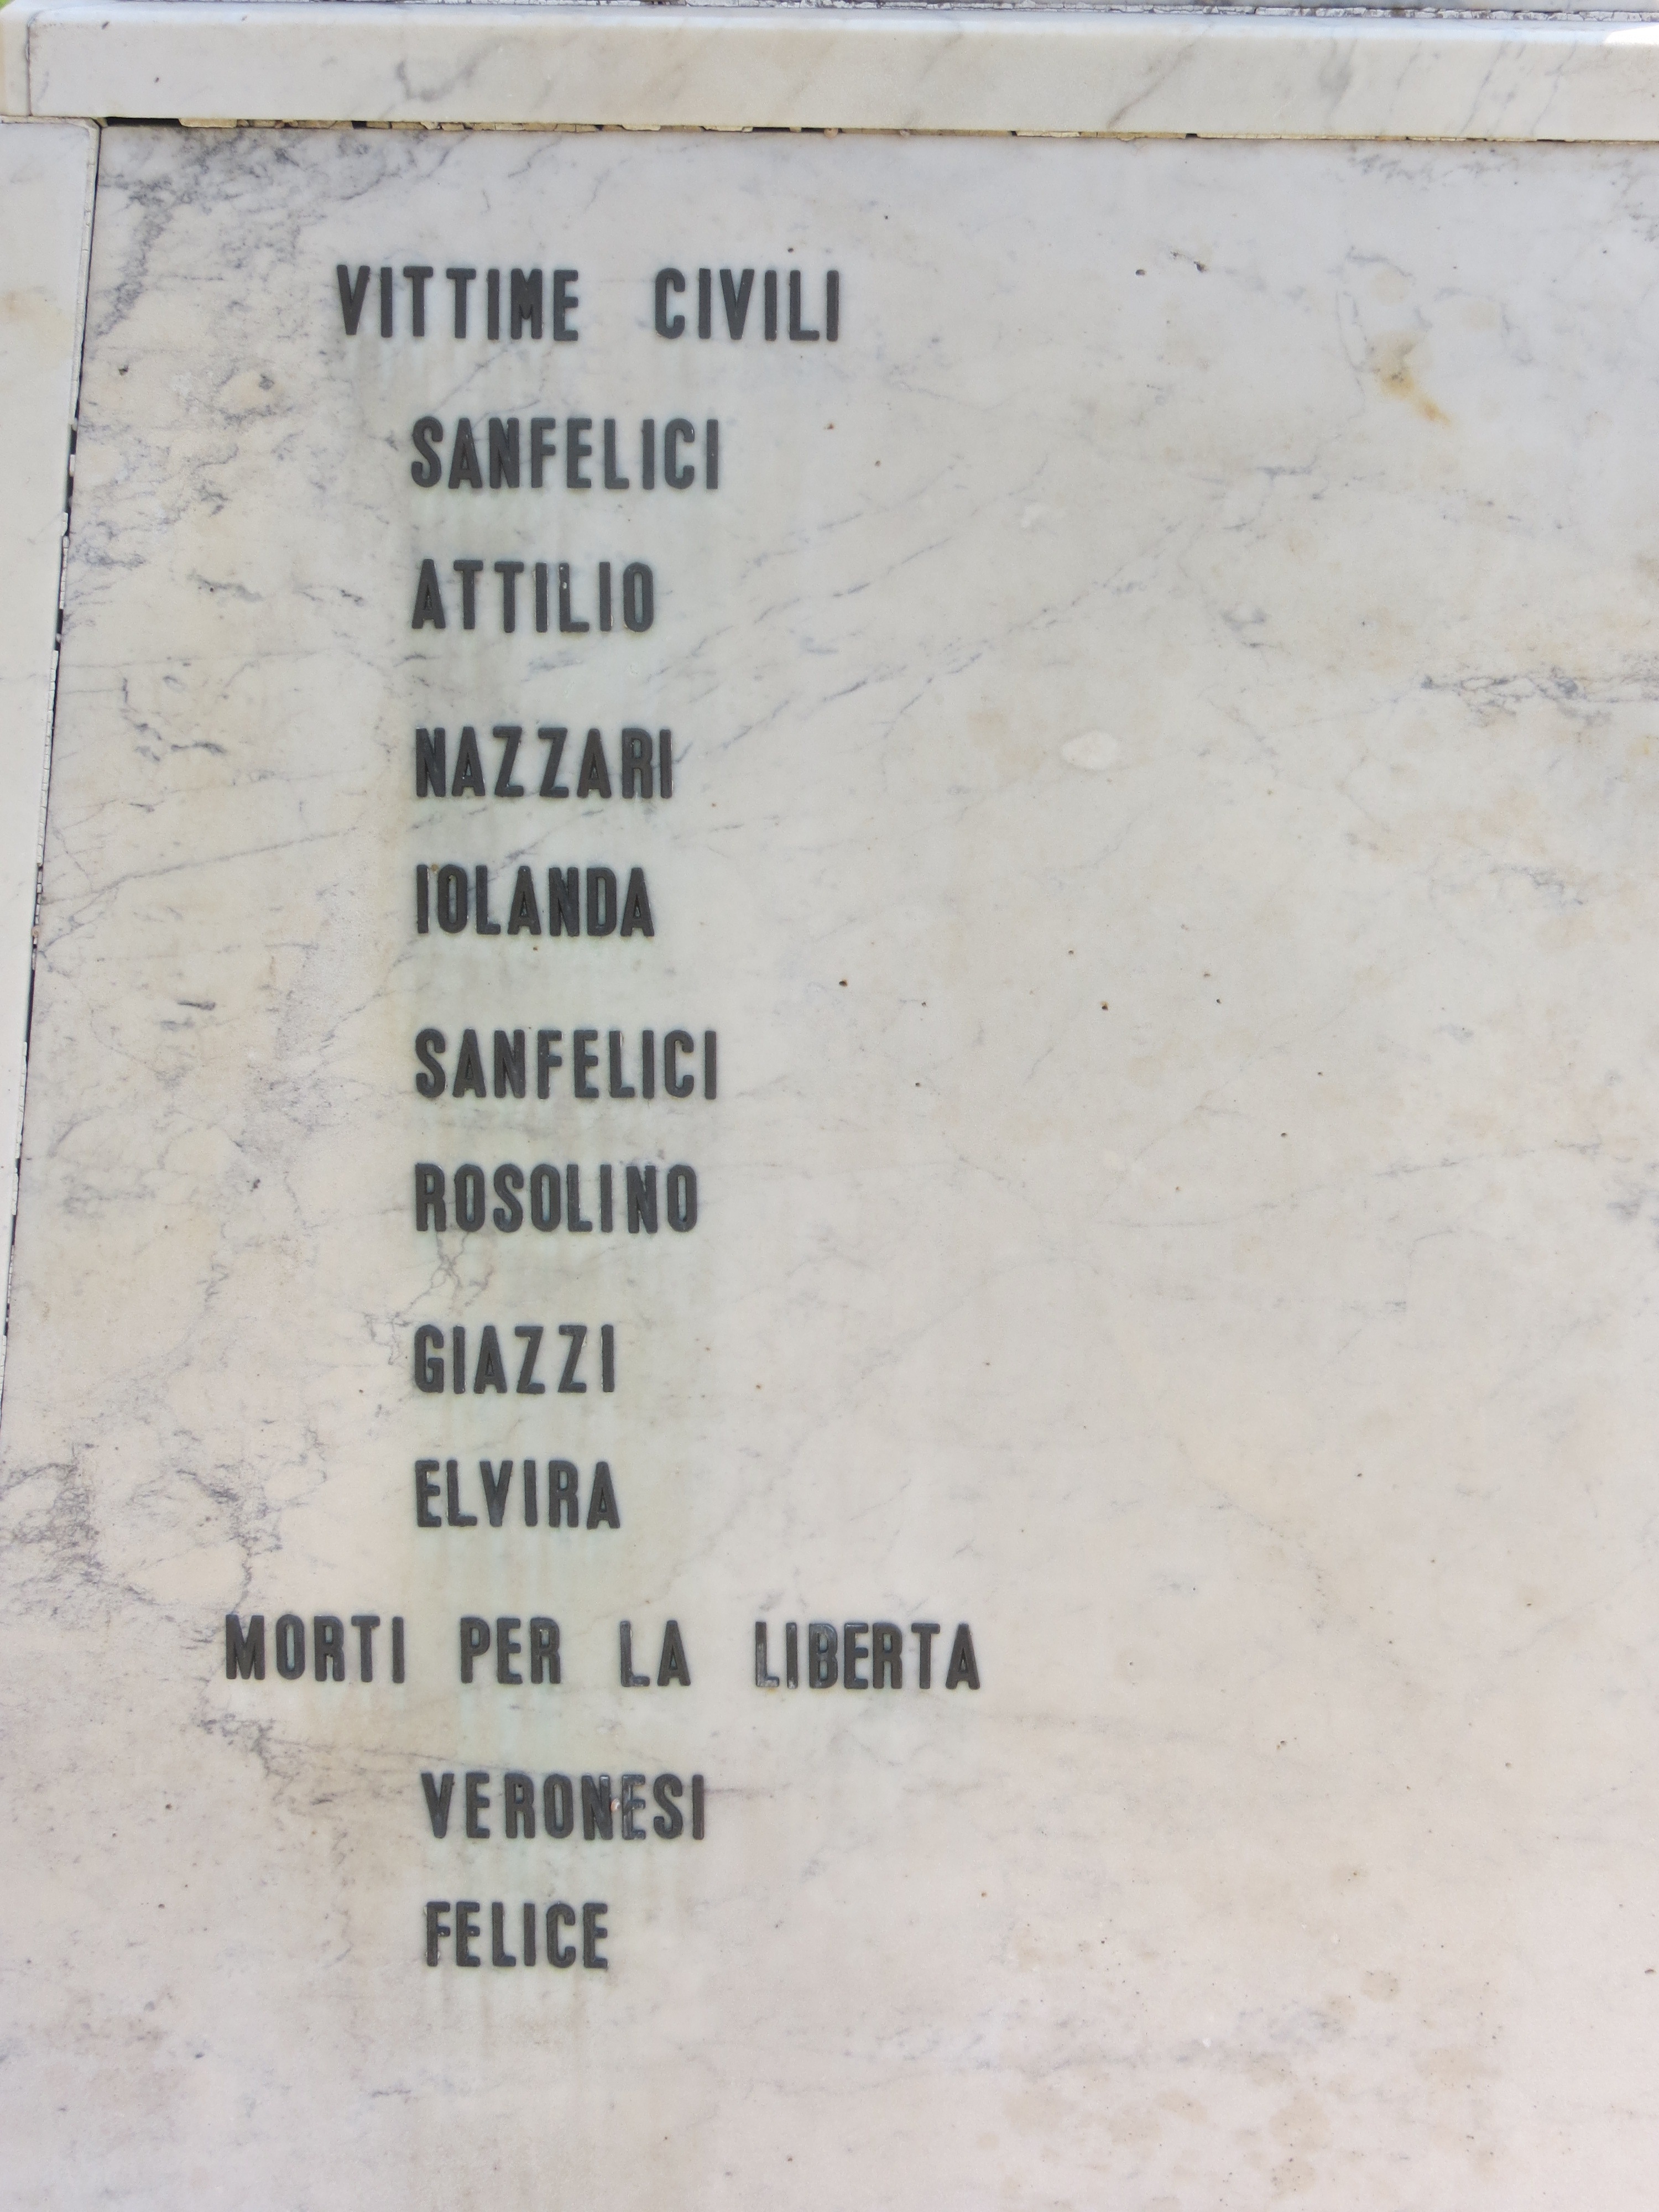 VITTIME CIVILI
SANFELICI
ATTILIO
NAZZARI
IOLANDA
SANFELICI
ROSOLINO
GIAZZI
ELVIRA
MORTI PER LA LIBERTA
VERONESI
FELICE